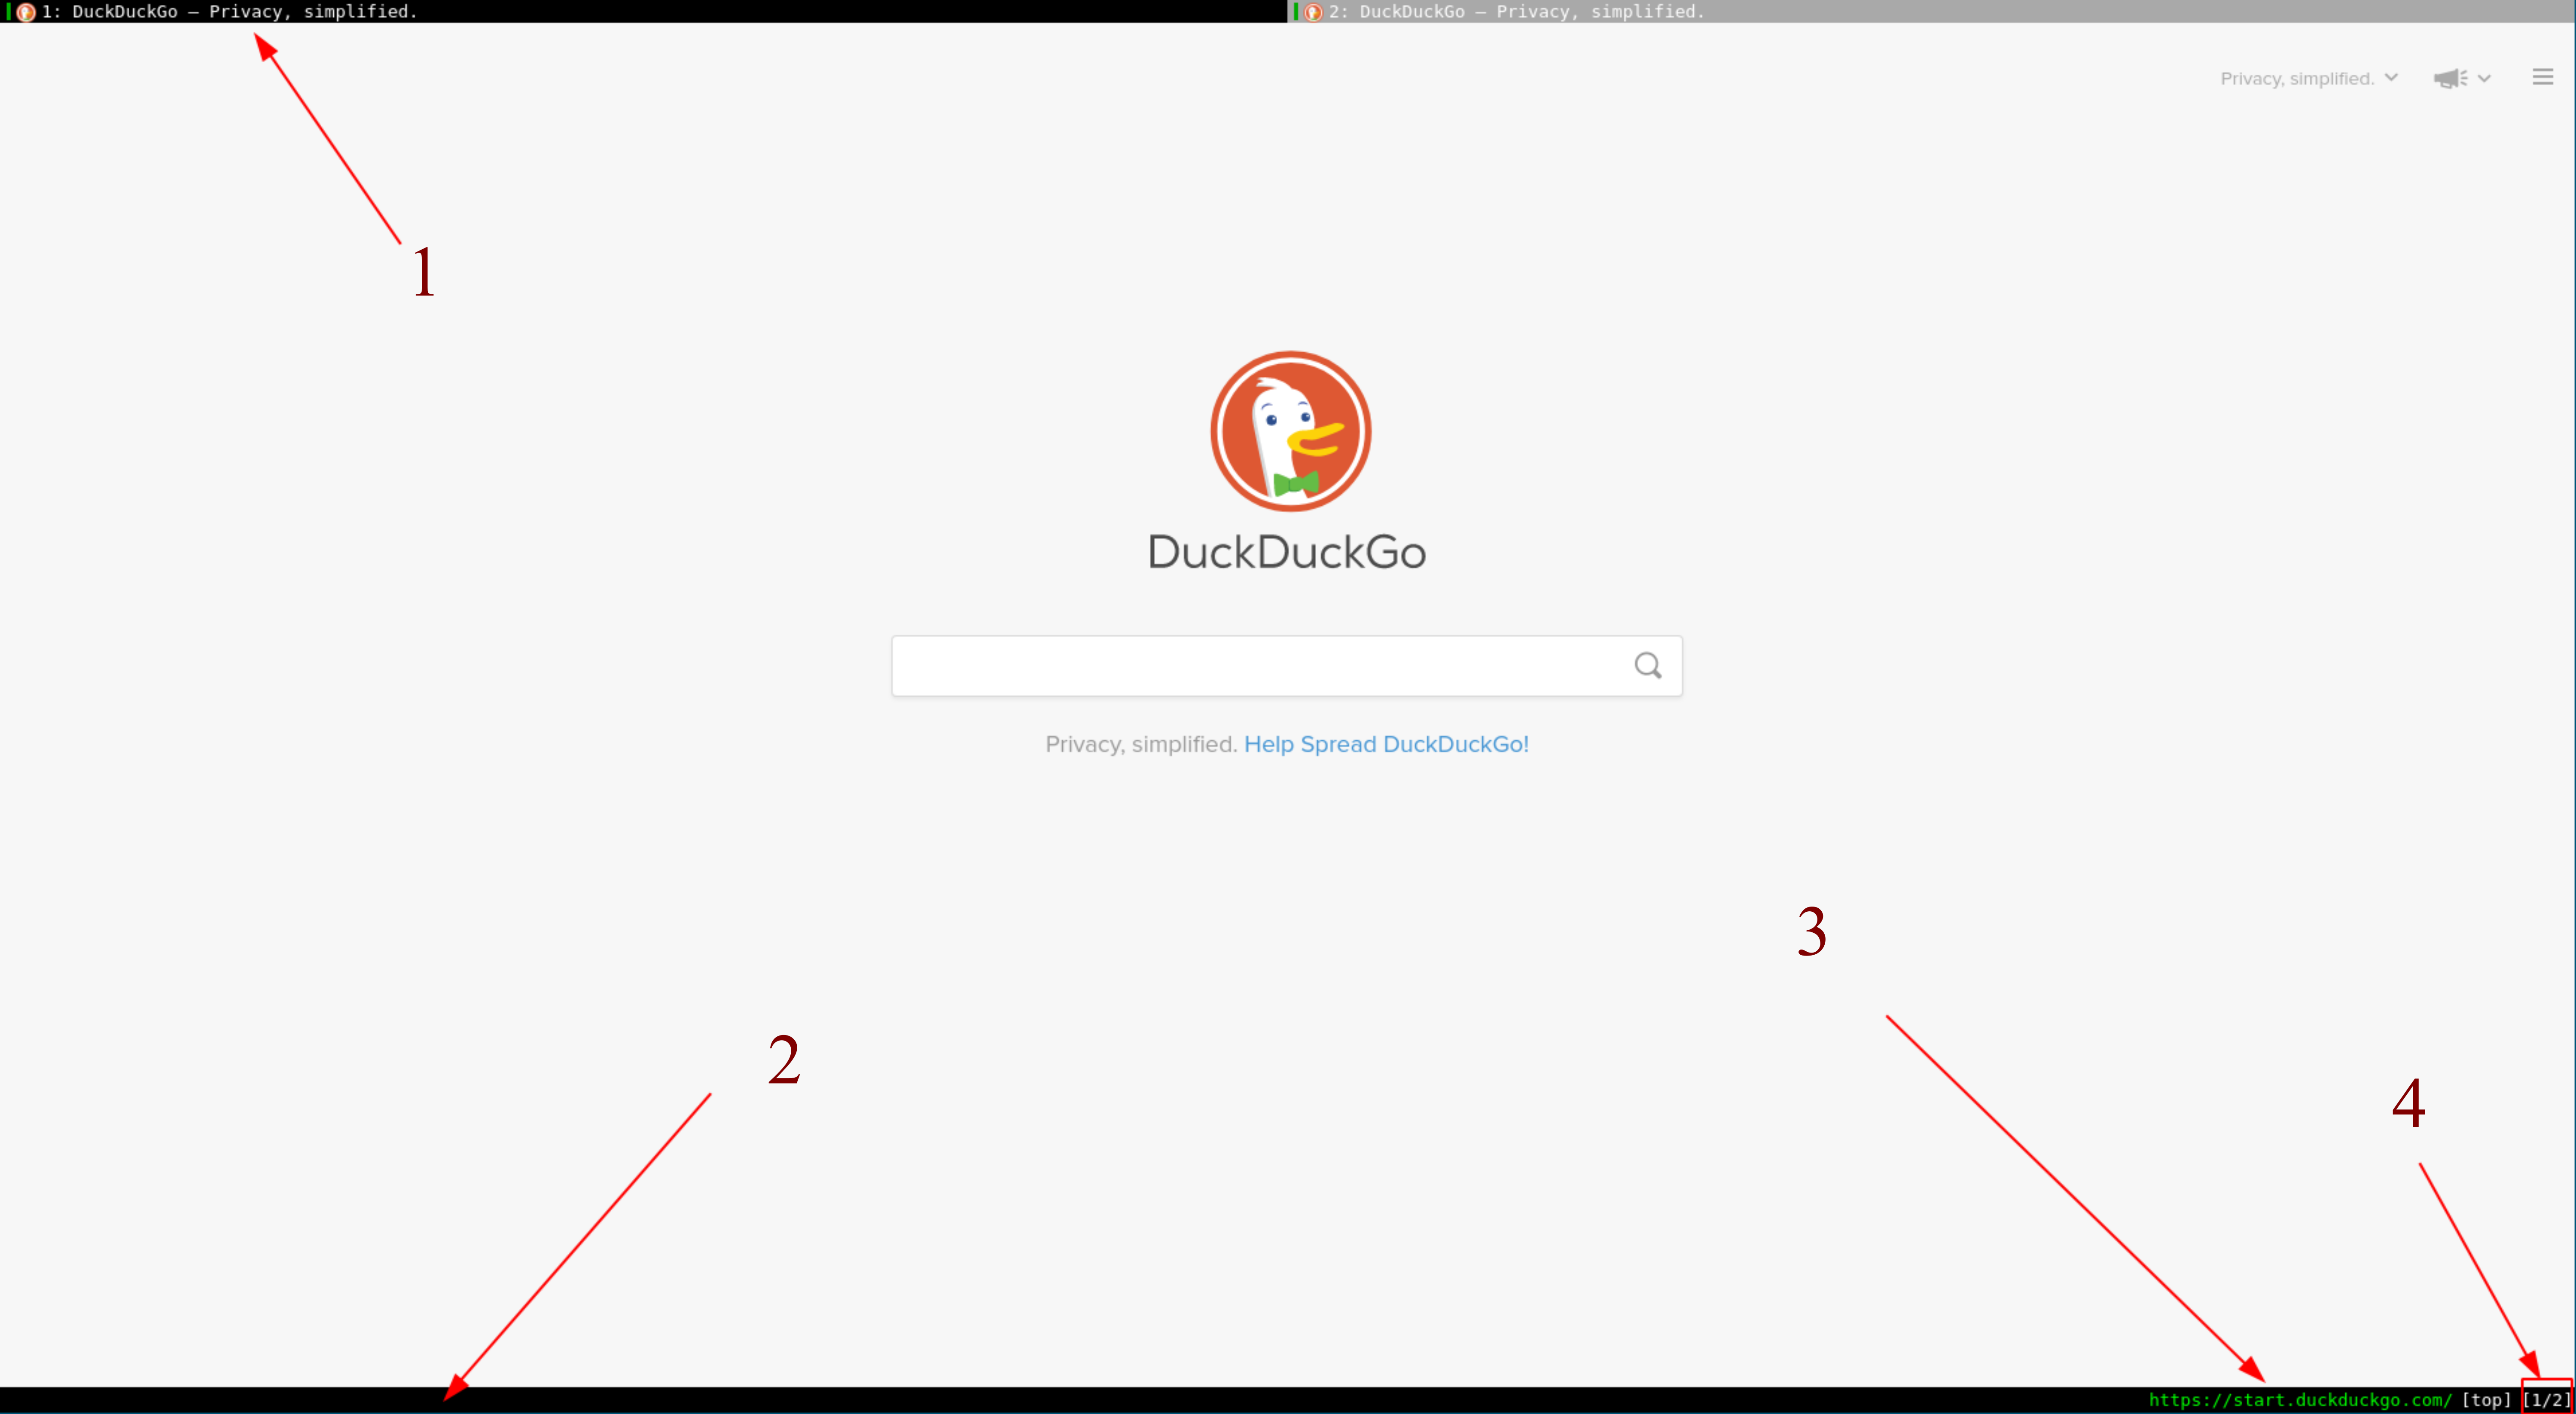 1: DuckDuckGo — Privacy, simplified.
2: DuckDuckGo — Privacy, simplified.
Privacy, simplified.
1
DuckDuckGo
Privacy, simplified. Help Spread DuckDuckGo!
3
2
4
https://start.duckduckgo.com/ [top] [1/2]